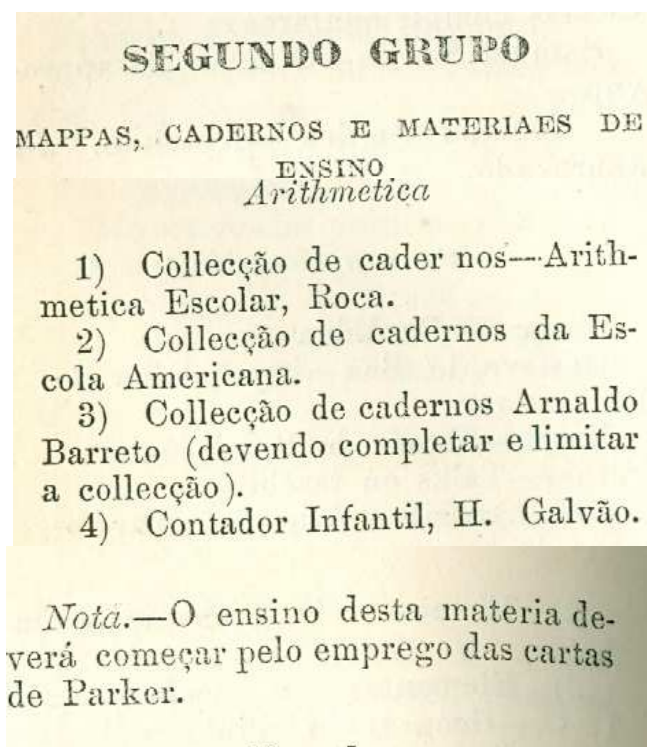 SEGUNDO GRUPO
MAPPAS, CADERNOS E MATERIAES DE
ENSINO
Arithmetica
1) Collecção de cader nos—Arith-
metica Escolar, Roca.
2) Collecção de cadernos da Es-
cola Americana.
3) Collecção de cadernos Arnaldo
Barreto (devendo completar e limitar
a collecção).
4) Contador Infantil, H. Galvão.
Nota.—O ensino desta materia de-
verá começar pelo emprego das cartas
de Parker.